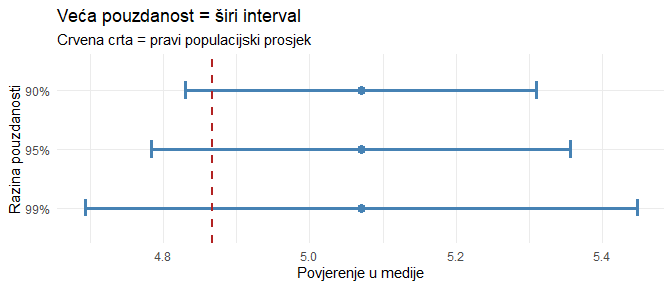 Veća pouzdanost = širi interval
Crvena crta = pravi populacijski prosjek
Razina pouzdanosti
90%
95%
99%
4.8 5.0 5.2 5.4
Povjerenje u medije